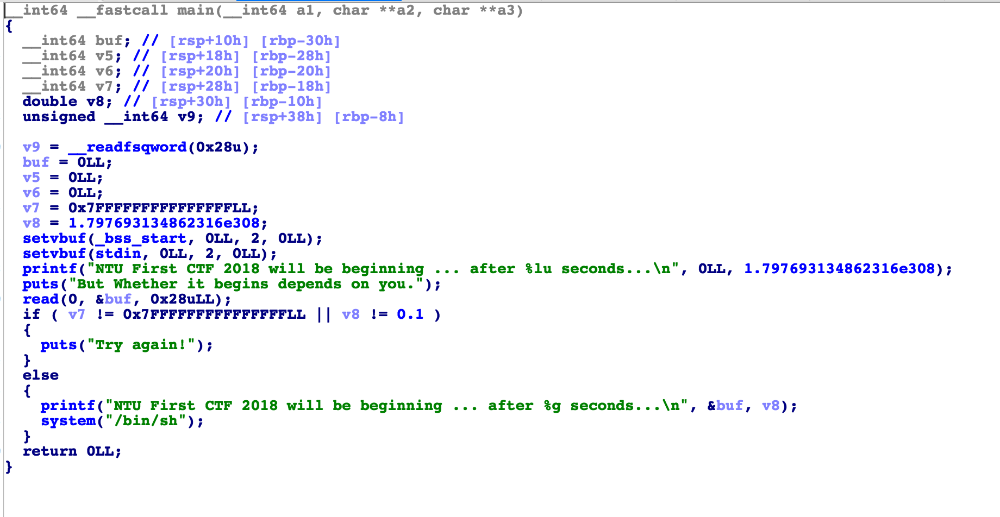 __int64 __fastcall main(__int64 a1, char **a2, char **a3)
{
  __int64 buf; // [rsp+10h] [rbp-30h]
  __int64 v5; // [rsp+18h] [rbp-28h]
  __int64 v6; // [rsp+20h] [rbp-20h]
  __int64 v7; // [rsp+28h] [rbp-18h]
  double v8; // [rsp+30h] [rbp-10h]
  unsigned __int64 v9; // [rsp+38h] [rbp-8h]

  v9 = __readfsqword(0x28u);
  buf = 0LL;
  v5 = 0LL;
  v6 = 0LL;
  v7 = 0x7FFFFFFFFFFFFFFFLL;
  v8 = 1.797693134862316e308;
  setvbuf(_bss_start, 0LL, 2, 0LL);
  setvbuf(stdin, 0LL, 2, 0LL);
  printf("NTU First CTF 2018 will be beginning ... after %lu seconds...\n", 0LL, 1.797693134862316e308);
  puts("But Whether it begins depends on you.");
  read(0, &buf, 0x28uLL);
  if ( v7 != 0x7FFFFFFFFFFFFFFFLL || v8 != 0.1 )
  {
    puts("Try again!");
  }
  else
  {
    printf("NTU First CTF 2018 will be beginning ... after %g seconds...\n", &buf, v8);
    system("/bin/sh");
  }
  return 0LL;
}